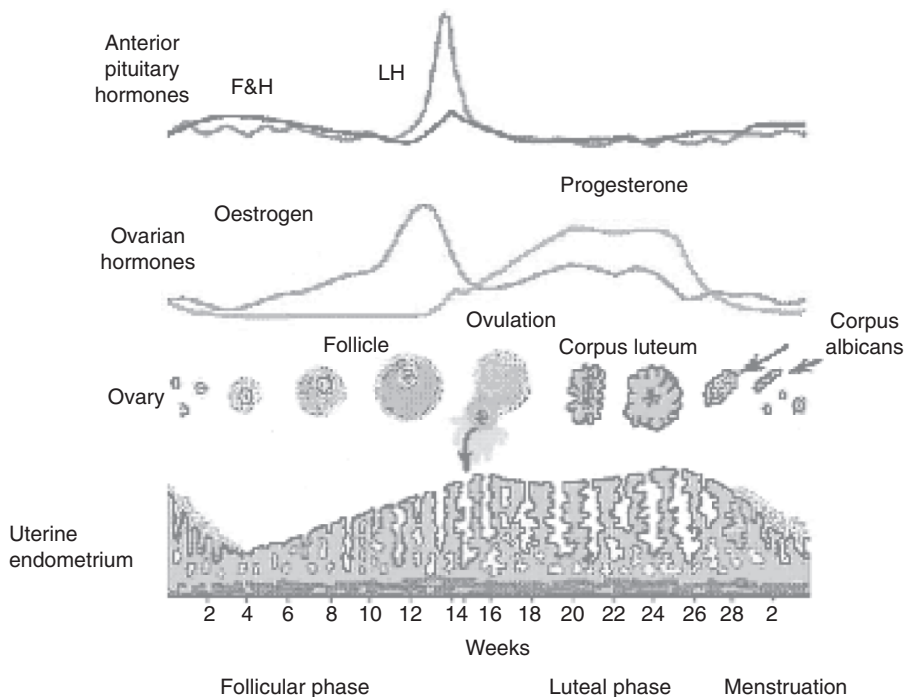 Anterior
pituitary
hormones
F&H
LH
Progesterone
Oestrogen
Ovarian
hormones
Ovulation
Follicle
Corpus luteum
Corpus
albicans
Ovary
Uterine
endometrium
2 4 6 8 10 12 14 16 18 20 22 24 26 28 2
Weeks
Follicular phase Luteal phase Menstruation